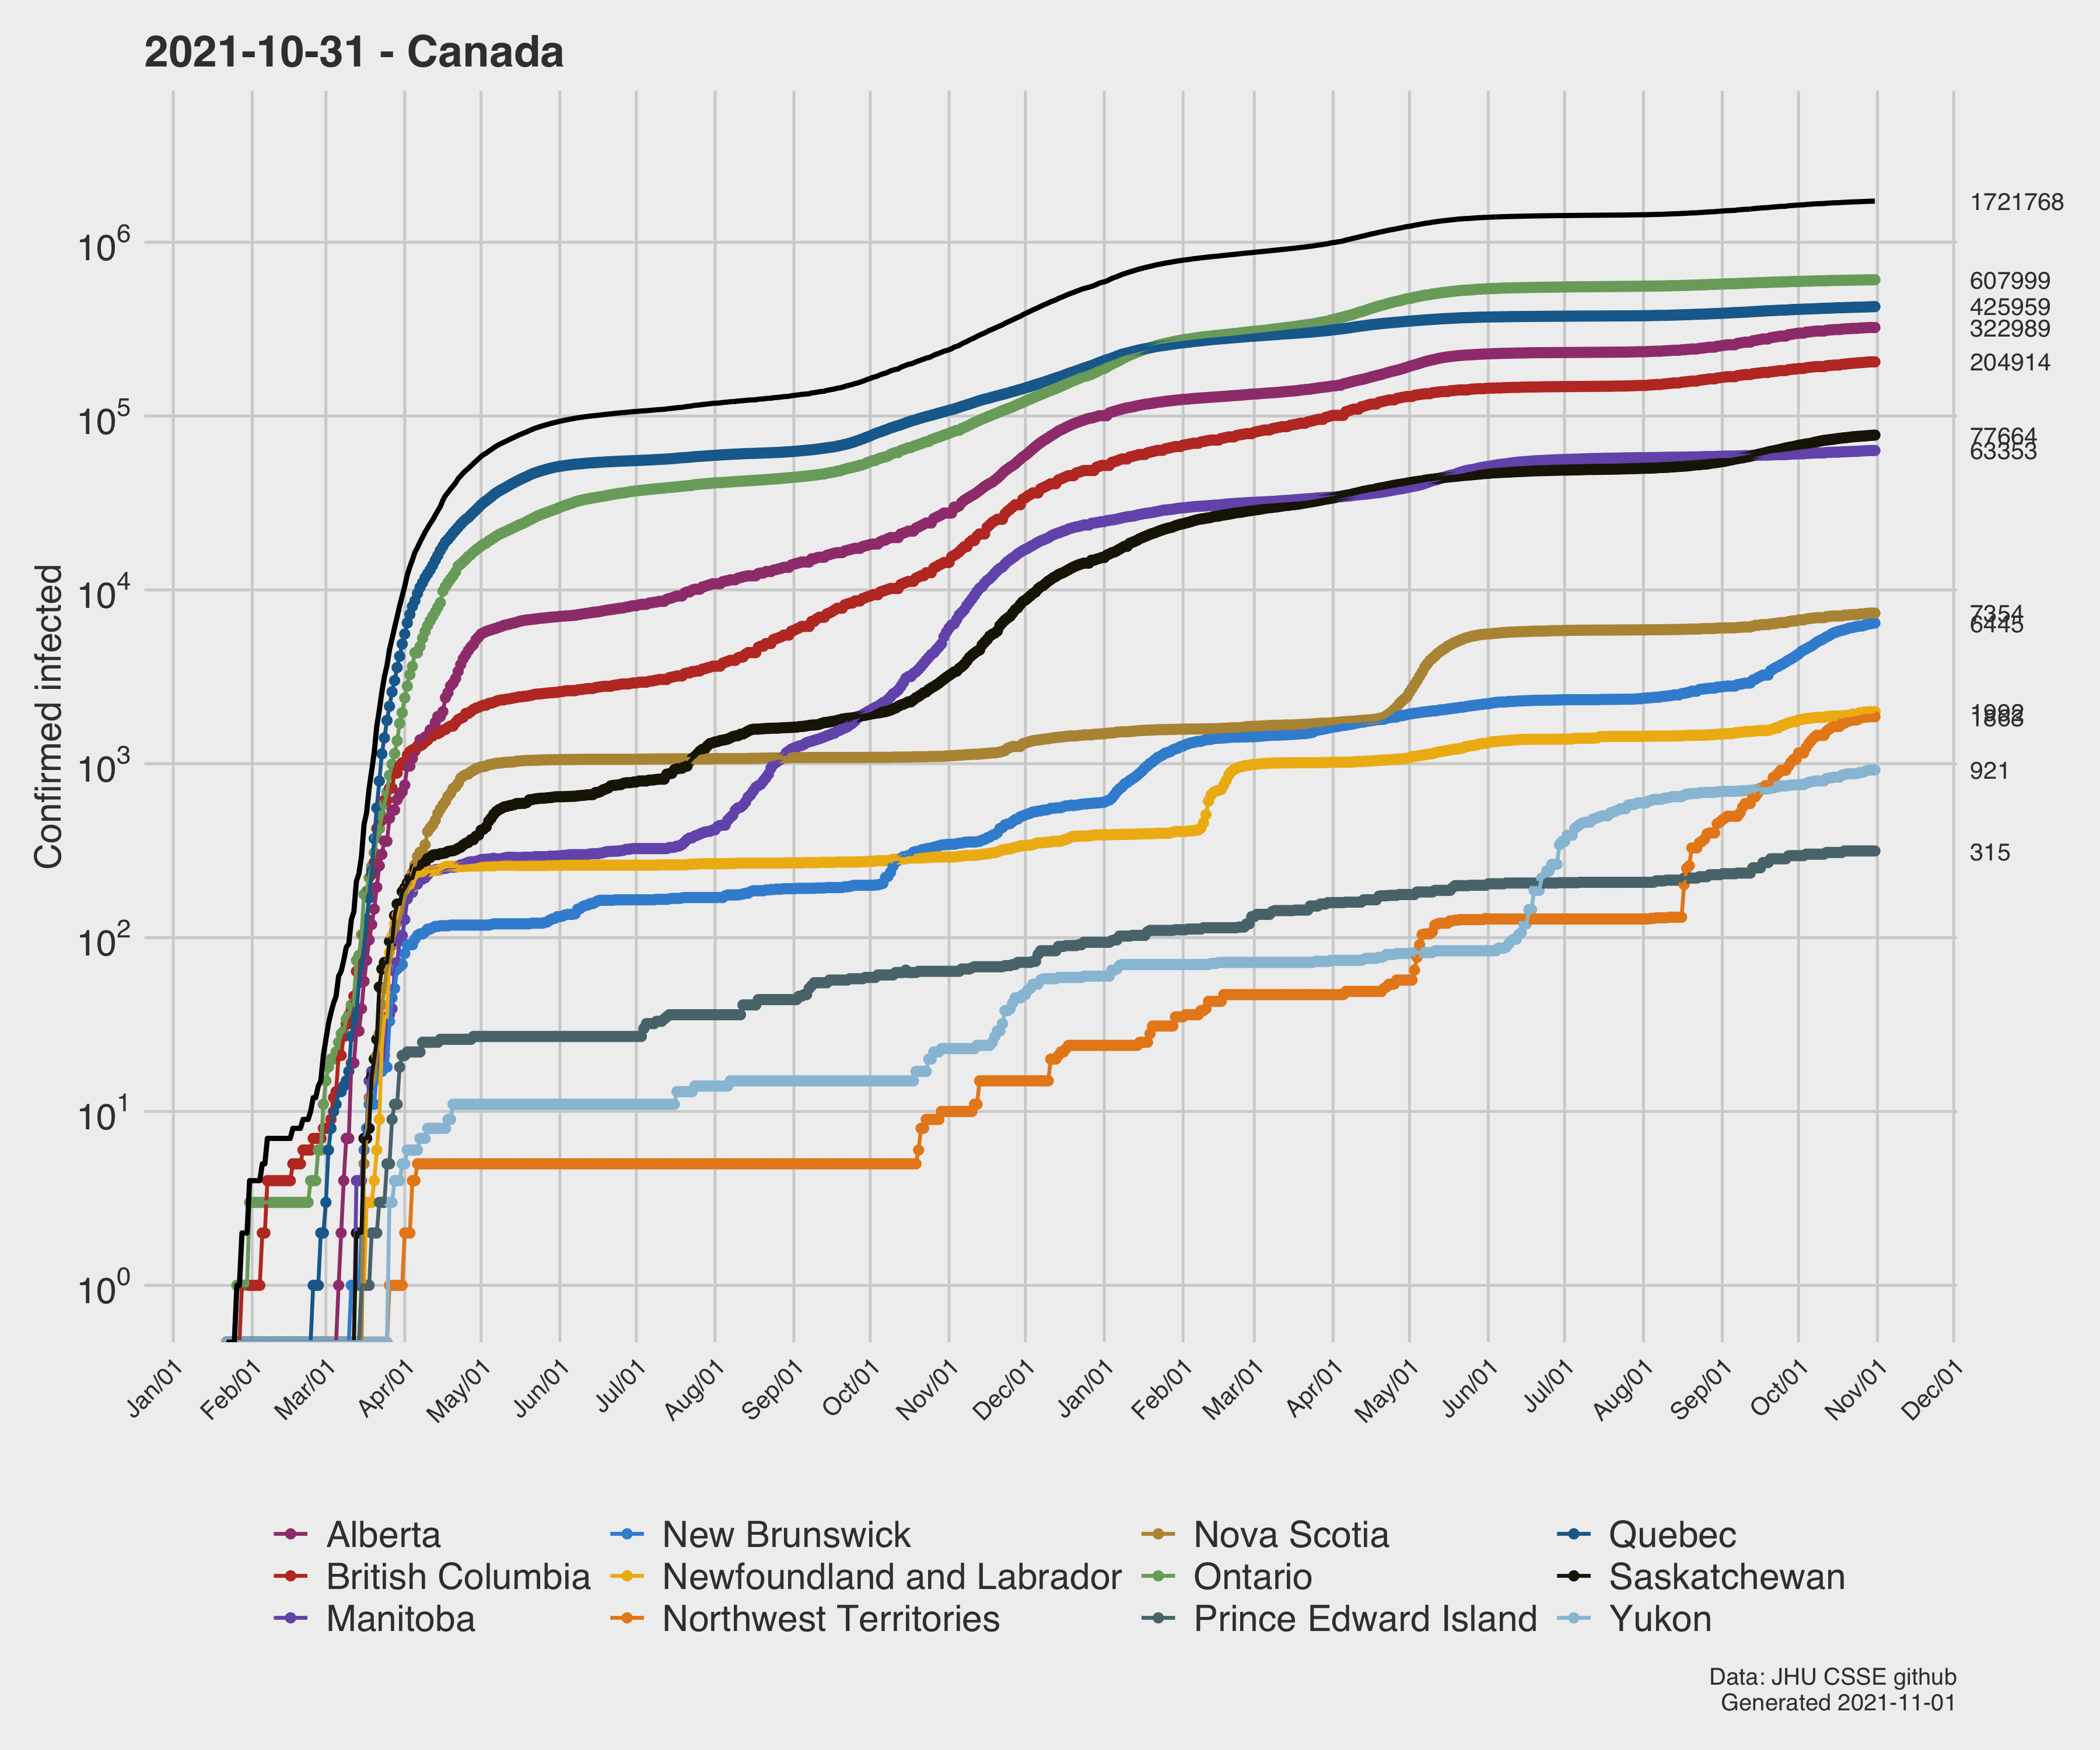 2021-10-31 - Canada
Confirmed infected
10^6
10^5
10^4
10^3
10^2
10^1
10^0
1721768
607999
425959
322989
204914
77664
63353
7354
6445
921
315
Jan/01 Feb/01 Mar/01 Apr/01 May/01 Jun/01 Jul/01 Aug/01 Sep/01 Oct/01 Nov/01 Dec/01 Jan/01 Feb/01 Mar/01 Apr/01 May/01 Jun/01 Jul/01 Aug/01 Sep/01 Oct/01 Nov/01 Dec/01
Alberta New Brunswick Nova Scotia Quebec
British Columbia Newfoundland and Labrador Ontario Saskatchewan
Manitoba Northwest Territories Prince Edward Island Yukon
Data: JHU CSSE github
Generated 2021-11-01